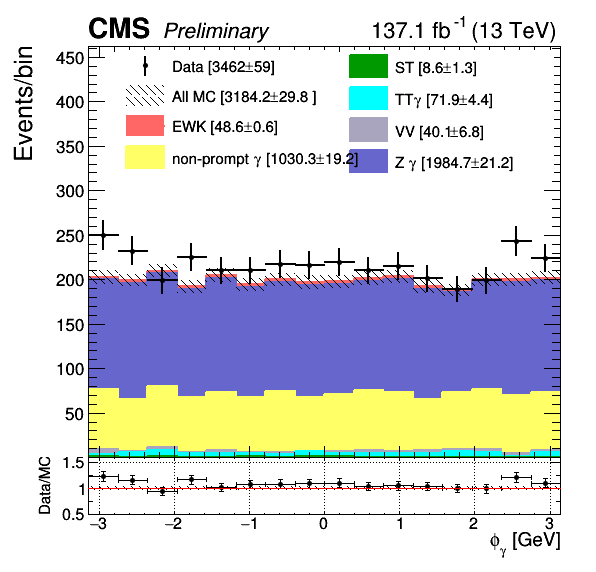 CMS Preliminary 137.1 fb⁻¹ (13 TeV)
Events/bin
450
400
350
300
250
200
150
100
50
Data [3462±59]
All MC [3184.2±29.8 ]
EWK [48.6±0.6]
non-prompt γ [1030.3±19.2]
ST [8.6±1.3]
TTγ [71.9±4.4]
VV [40.1±6.8]
Z γ [1984.7±21.2]
Data/MC
1.5
1
0.5
−3 −2 −1 0 1 2 3
ϕγ [GeV]